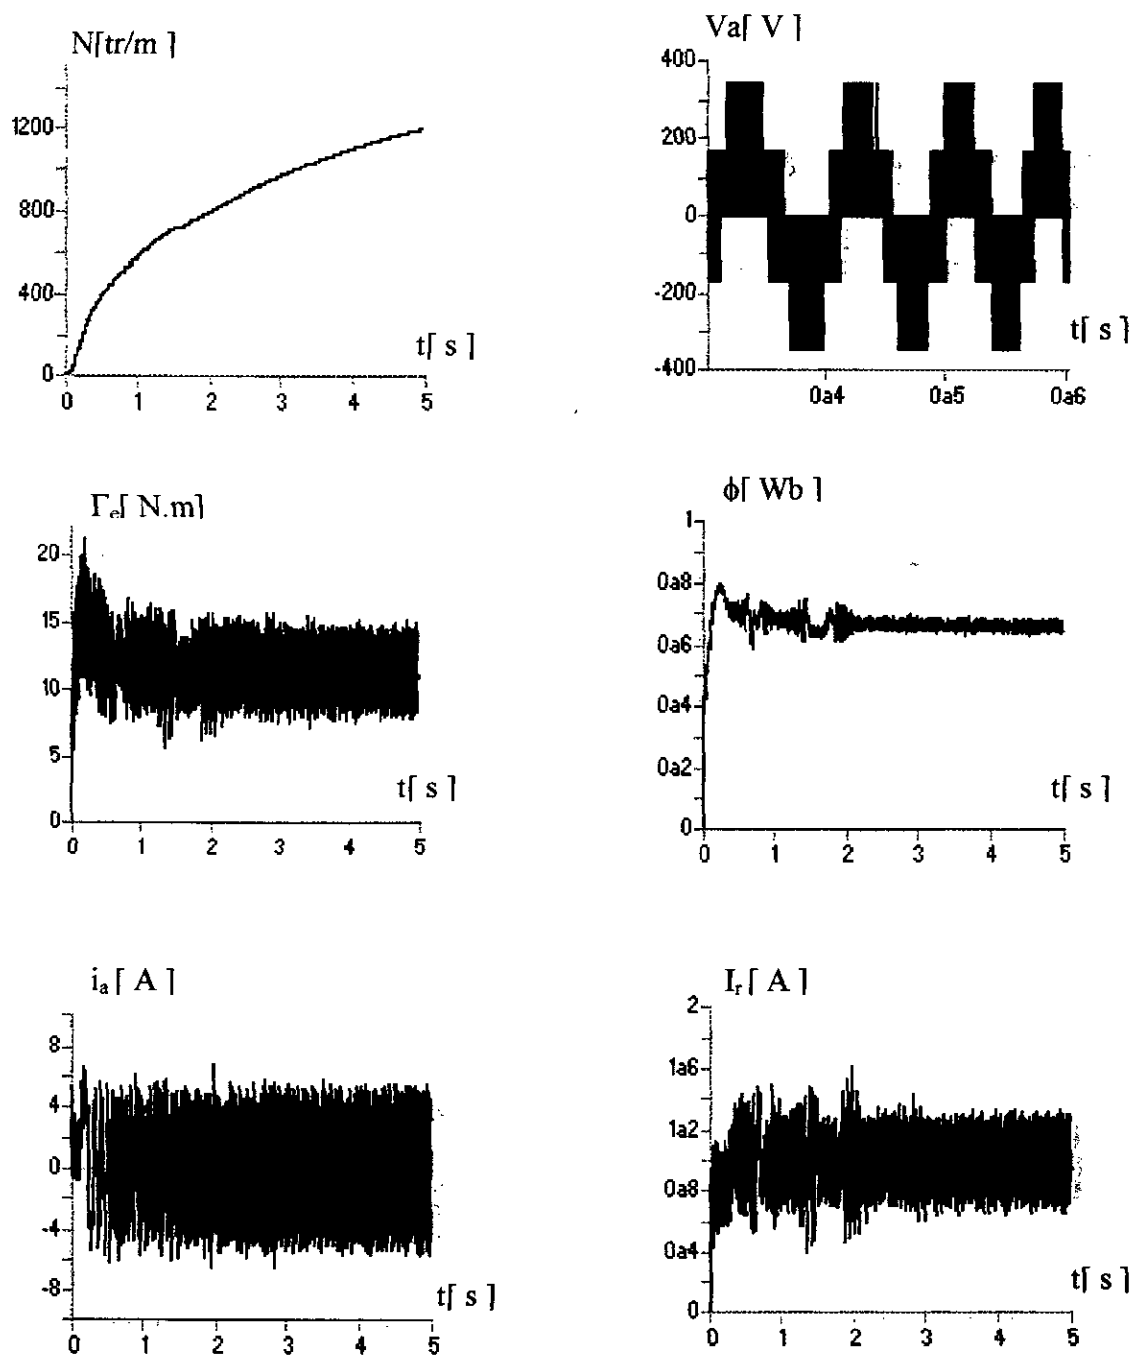 N⌈tr/m ⌉
1200
800
400
0
0 1 2 3 4 5
t⌈ s ⌉
Va⌈ V ⌉
400
200
0
-200
-400
0a4 0a5 0a6
t⌈ s ⌉
Γe⌈ N.m⌉
20
15
10
5
0
0 1 2 3 4 5
t⌈ s ⌉
ϕ⌈ Wb ⌉
1
0a8
0a6
0a4
0a2
0
0 1 2 3 4 5
t⌈ s ⌉
ia ⌈ A ⌉
8
4
0
-4
-8
0 1 2 3 4 5
t⌈ s ⌉
Ir ⌈ A ⌉
2
1a6
1a2
0a8
0a4
0
0 1 2 3 4 5
t⌈ s ⌉